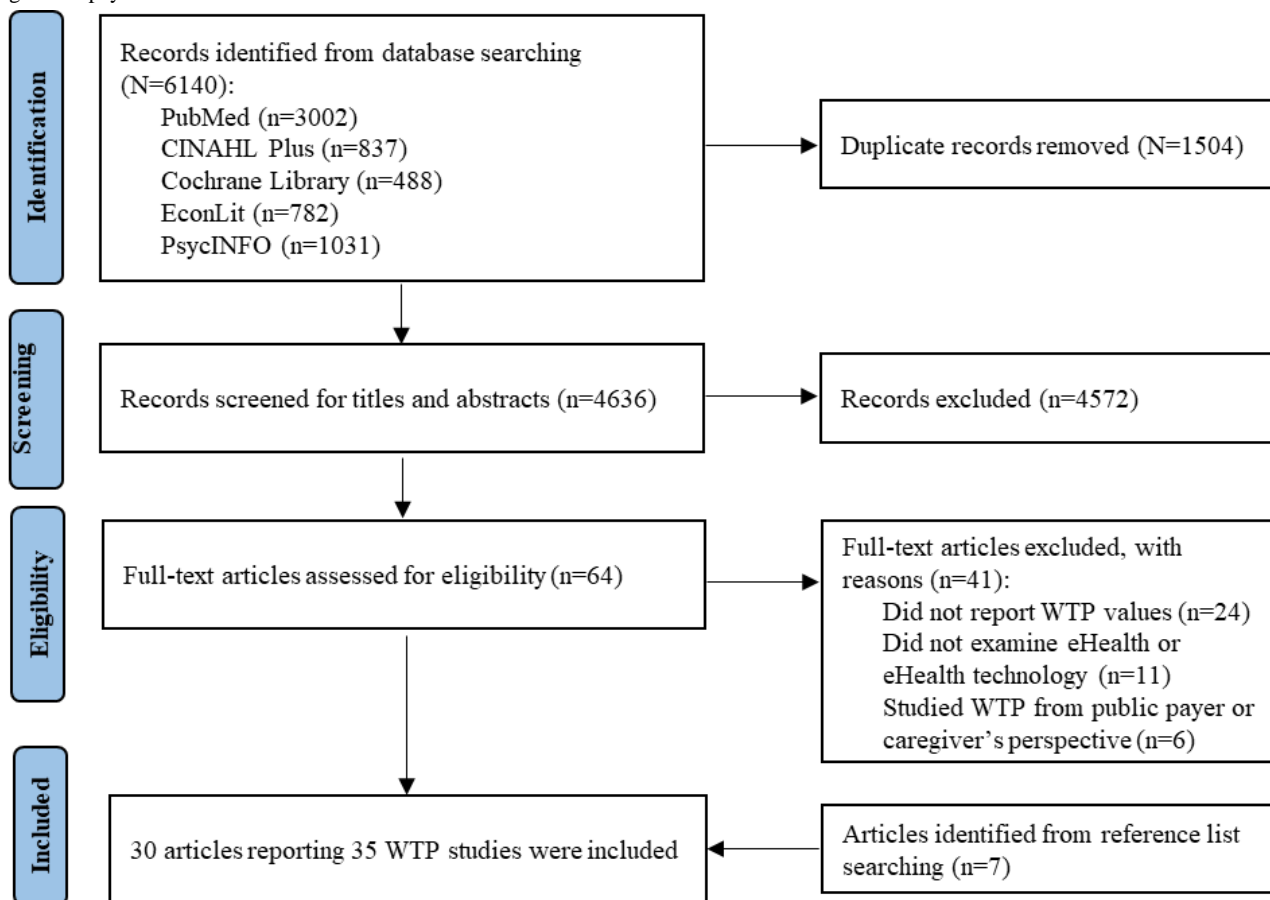 Identification
Records identified from database searching
(N=6140):
PubMed (n=3002)
CINAHL Plus (n=837)
Cochrane Library (n=488)
EconLit (n=782)
PsycINFO (n=1031)
Duplicate records removed (N=1504)
Screening
Records screened for titles and abstracts (n=4636)
Records excluded (n=4572)
Eligibility
Full-text articles assessed for eligibility (n=64)
Full-text articles excluded, with
reasons (n=41):
Did not report WTP values (n=24)
Did not examine eHealth or
eHealth technology (n=11)
Studied WTP from public payer or
caregiver's perspective (n=6)
Included
30 articles reporting 35 WTP studies were included
Articles identified from reference list
searching (n=7)